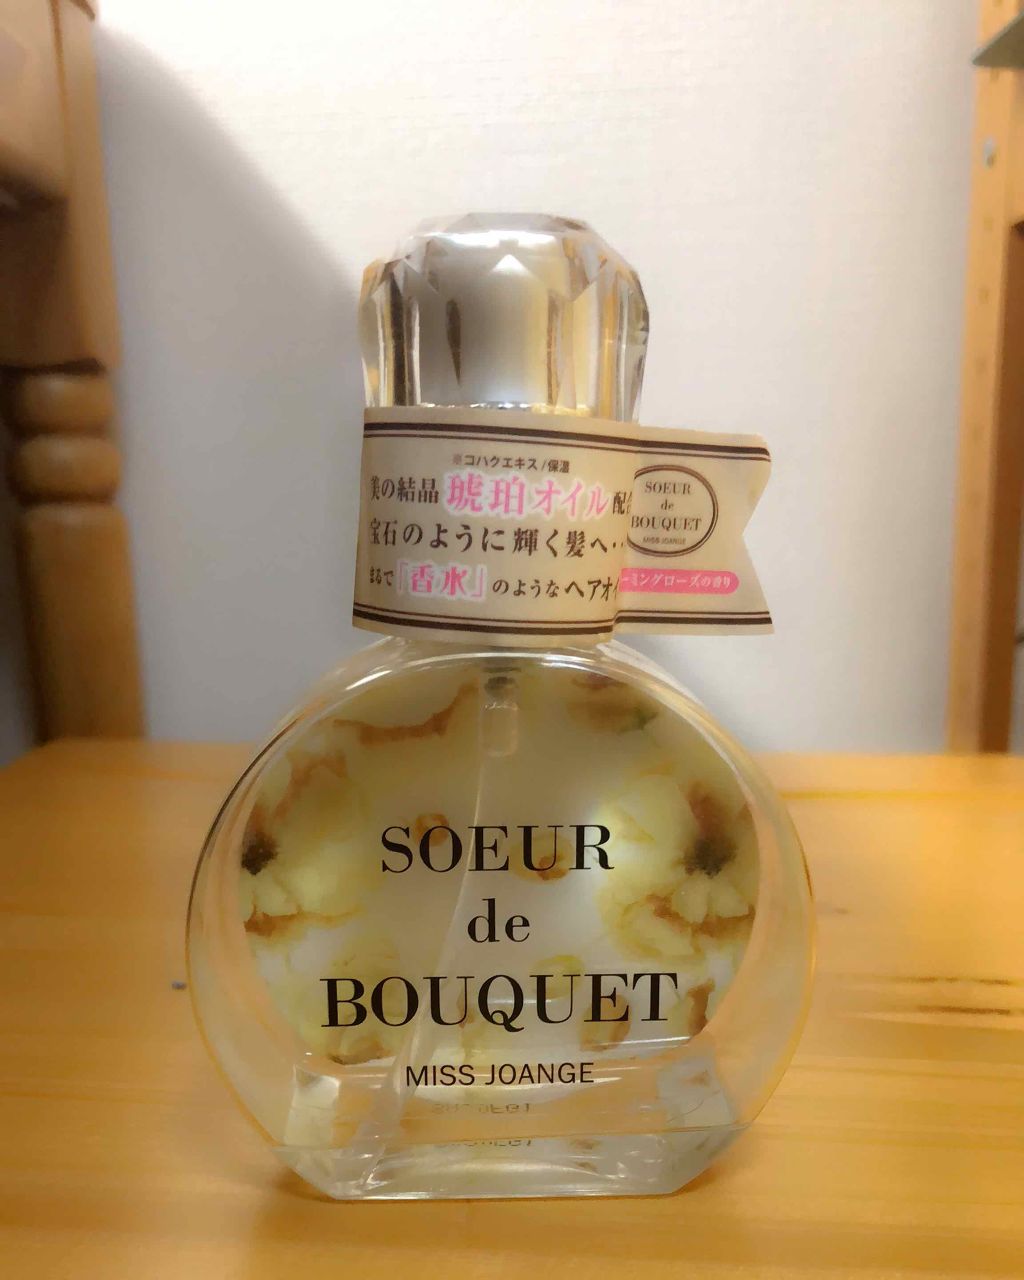 ※コハクエキス/保湿
美の結晶 琥珀オイル 配合
宝石のように輝く髪へ‥
まるで「香水」のようなヘアオイ
SOEUR
de
BOUQUET
MISS JOANGE
ーミングローズの香り
SOEUR
de
BOUQUET
MISS JOANGE